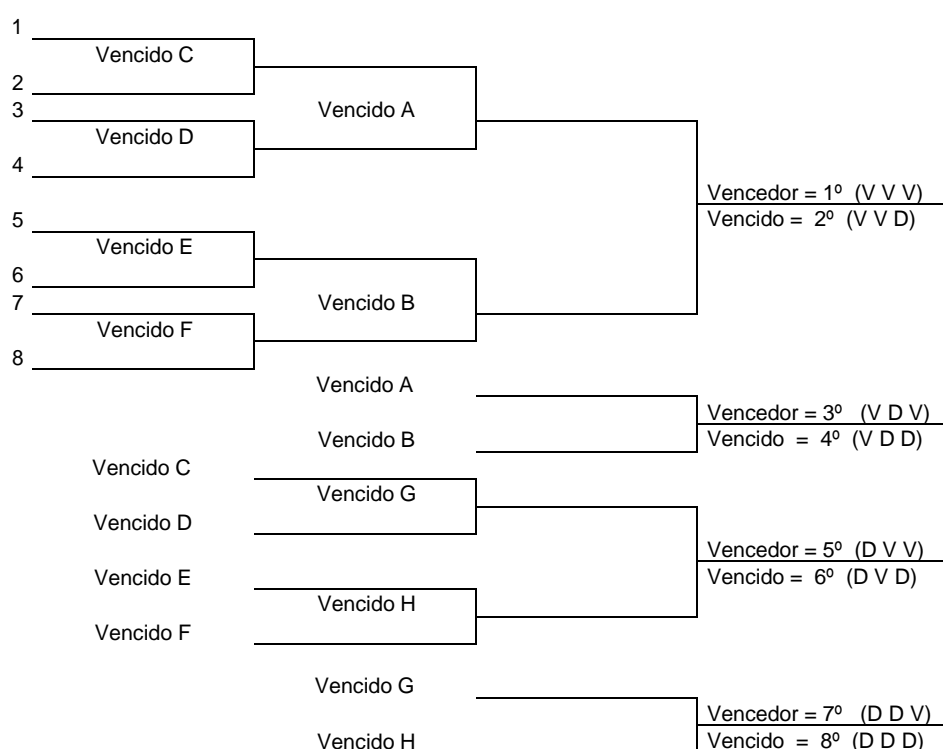 1
Vencido C
2
3
Vencido A
Vencido D
4
Vencedor = 1º (V V V)
Vencido = 2º (V V D)
5
Vencido E
6
7
Vencido B
Vencido F
8
Vencido A
Vencedor = 3º (V D V)
Vencido B
Vencido = 4º (V D D)
Vencido C
Vencido G
Vencido D
Vencedor = 5º (D V V)
Vencido = 6º (D V D)
Vencido E
Vencido H
Vencido F
Vencido G
Vencedor = 7º (D D V)
Vencido H
Vencido = 8º (D D D)